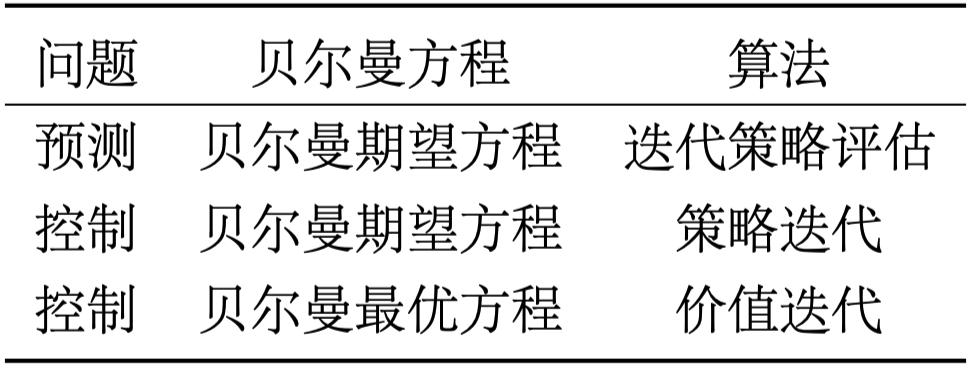 问题 贝尔曼方程 算法
预测 贝尔曼期望方程 迭代策略评估
控制 贝尔曼期望方程 策略迭代
控制 贝尔曼最优方程 价值迭代